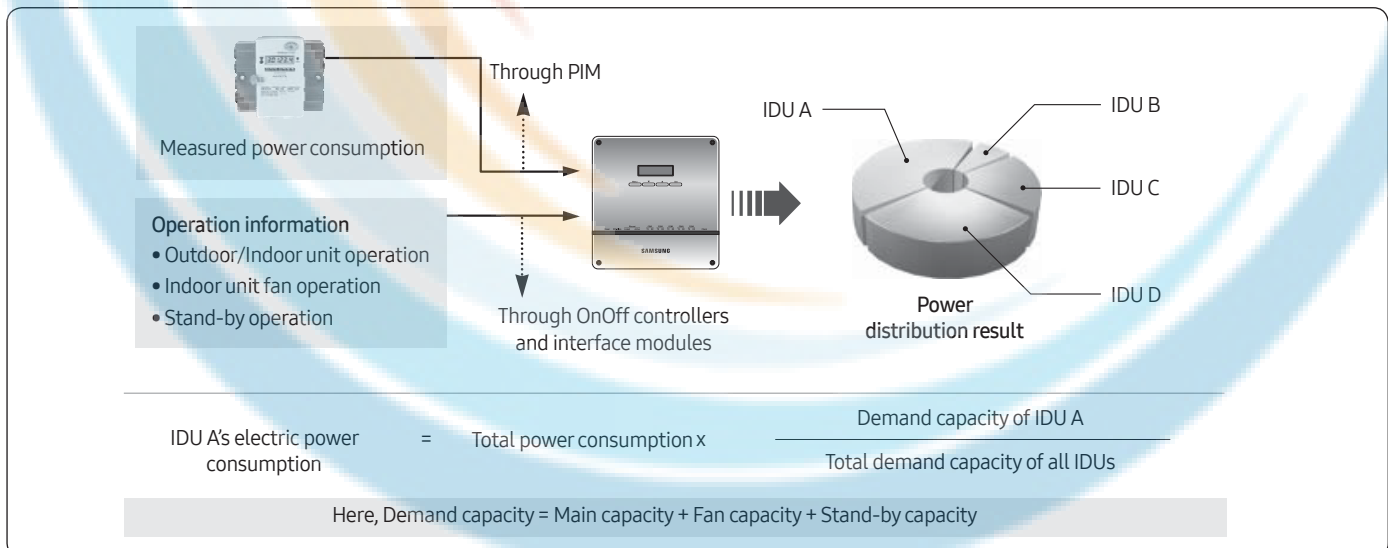 Through PIM
IDU A
IDU B
Measured power consumption
IDU C
Operation information
• Outdoor/Indoor unit operation
• Indoor unit fan operation
• Stand-by operation
SAMSUNG
Through OnOff controllers
and interface modules
IDU D
Power
distribution result
IDU A's electric power
consumption
=
Total power consumption x
Demand capacity of IDU A
Total demand capacity of all IDUs
Here, Demand capacity = Main capacity + Fan capacity + Stand-by capacity